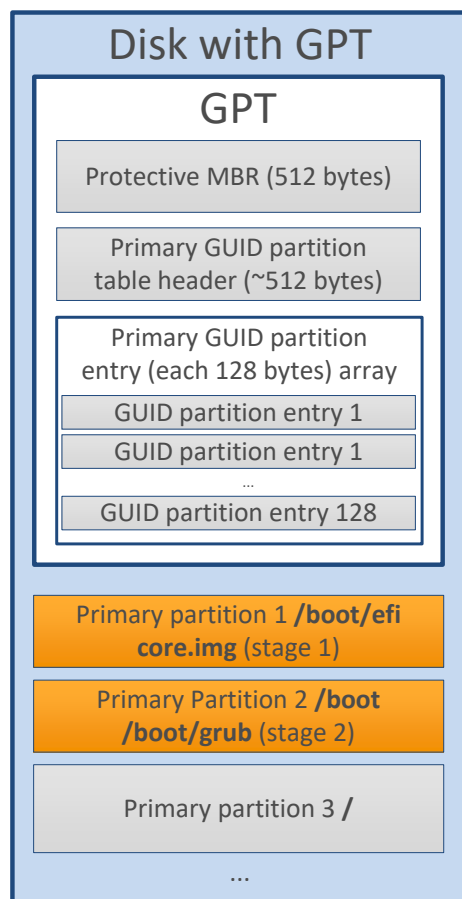 Disk with GPT
GPT
Protective MBR (512 bytes)
Primary GUID partition
table header (~512 bytes)
Primary GUID partition
entry (each 128 bytes) array
GUID partition entry 1
GUID partition entry 1
...
GUID partition entry 128
Primary partition 1 /boot/efi
core.img (stage 1)
Primary Partition 2 /boot
/boot/grub (stage 2)
Primary partition 3 /
...